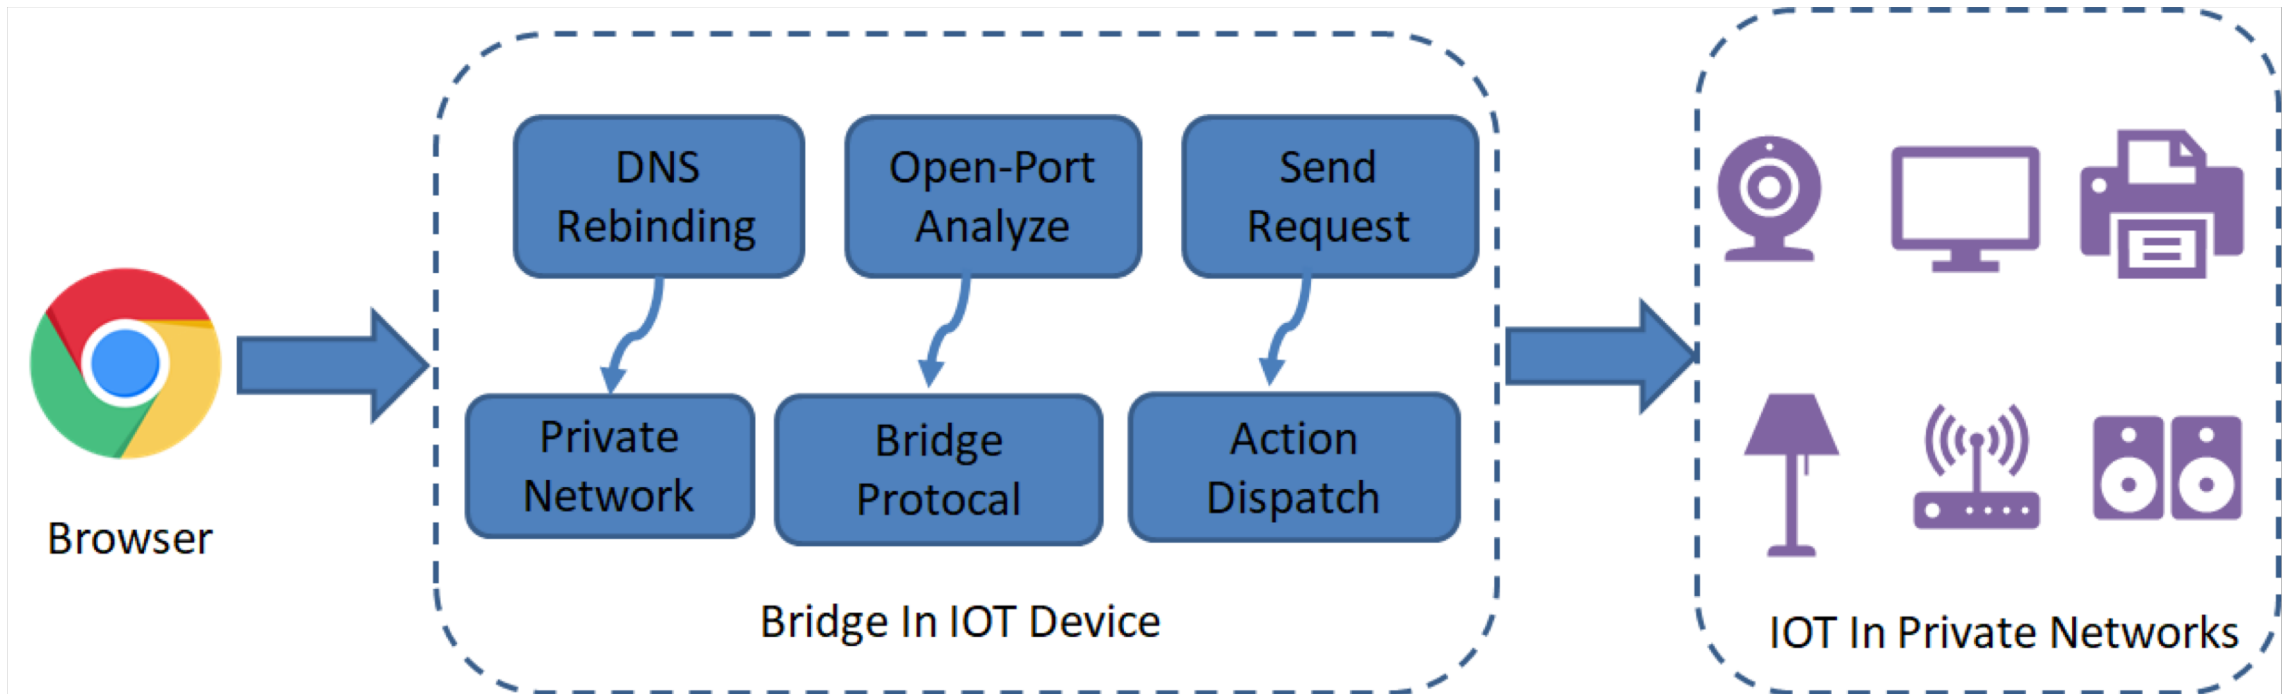 DNS
Rebinding
Open-Port
Analyze
Send
Request
Private
Network
Bridge
Protocal
Action
Dispatch
Browser
Bridge In IOT Device
IOT In Private Networks